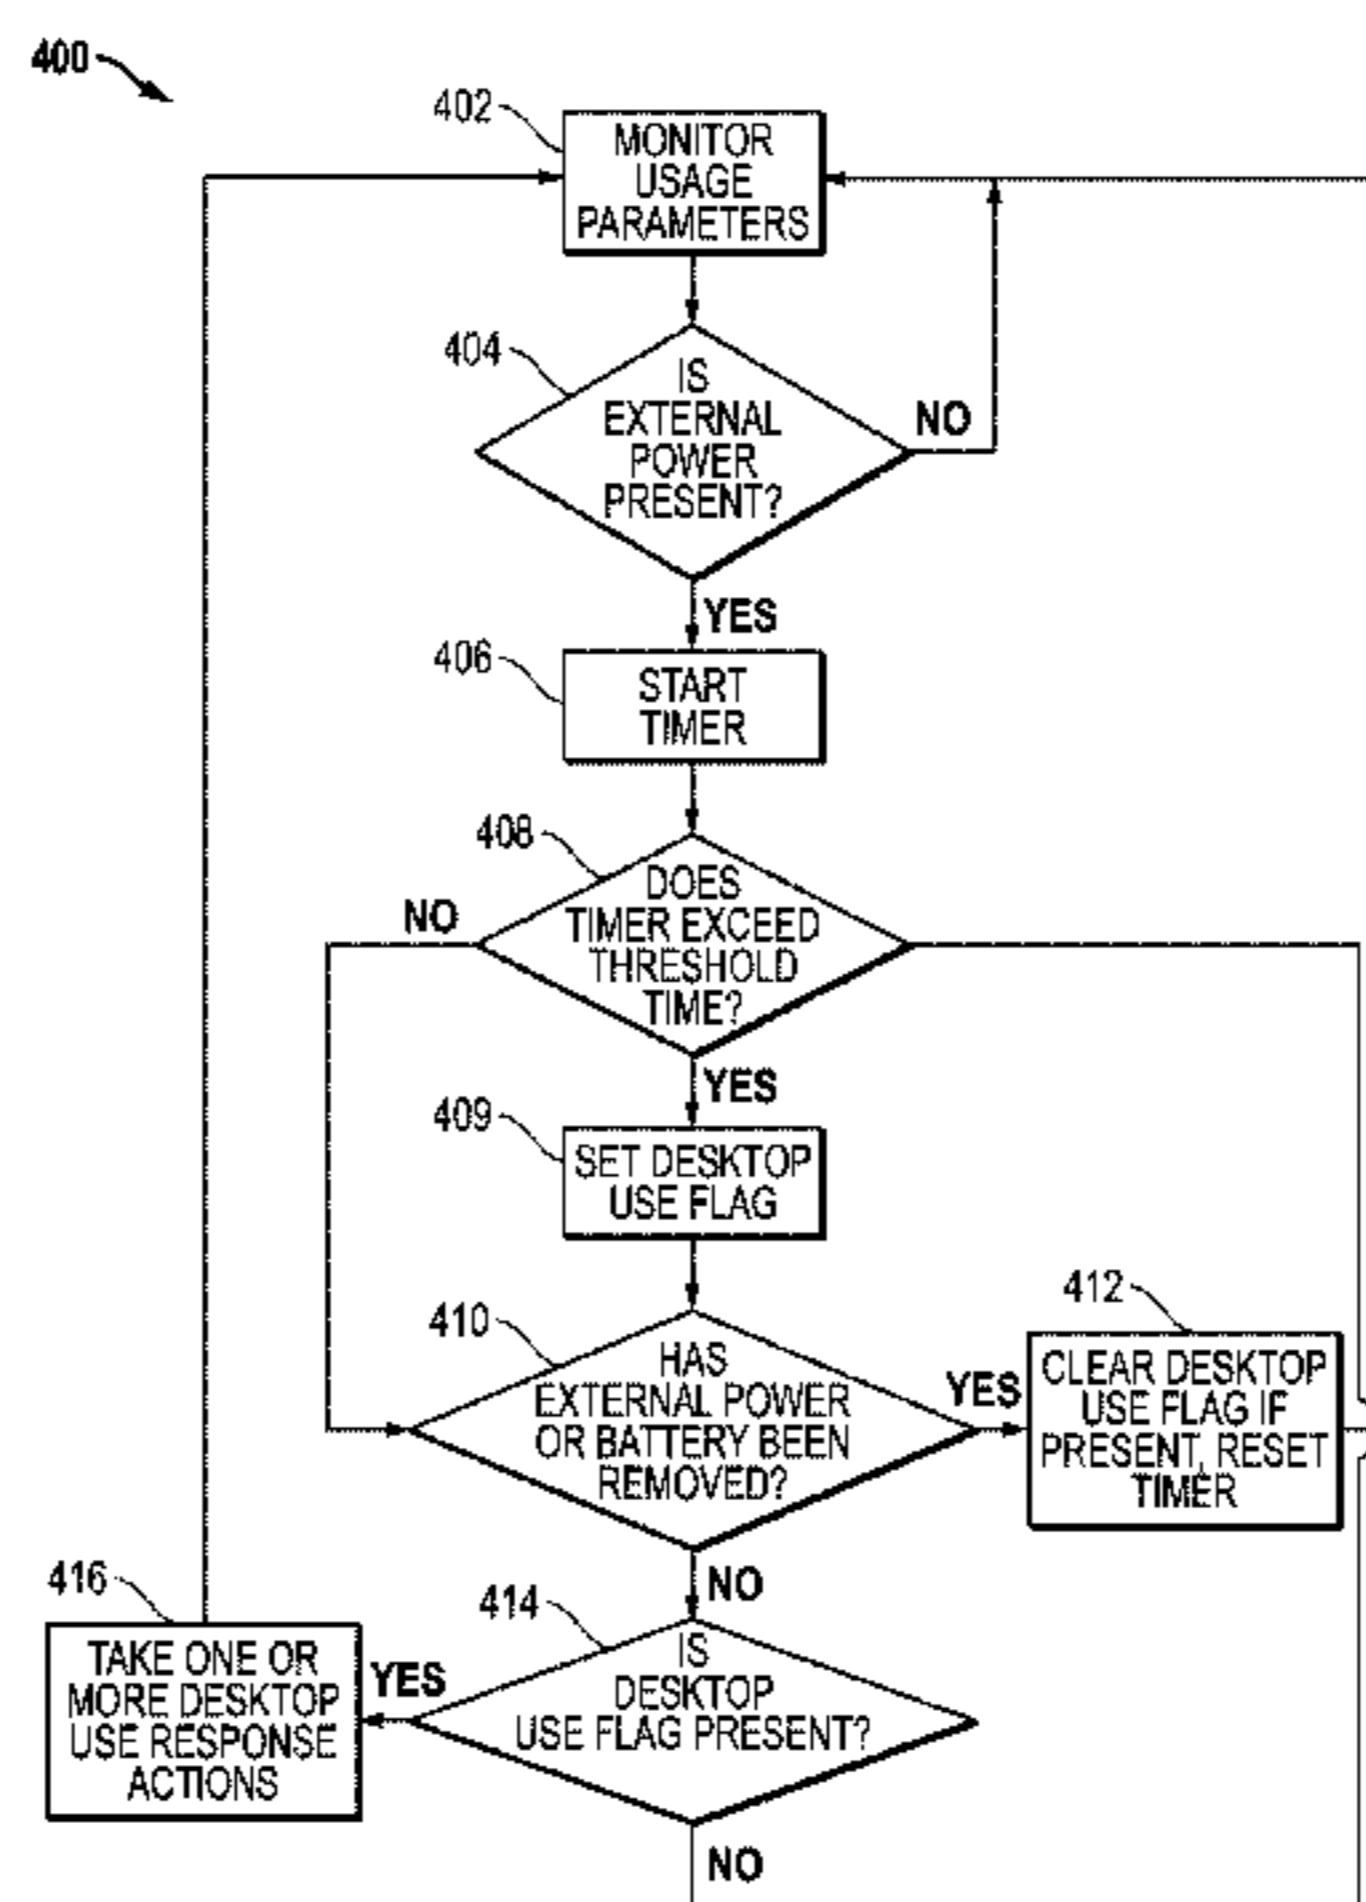 400
402
MONITOR
USAGE
PARAMETERS
404
IS
EXTERNAL
POWER
PRESENT?
NO
YES
406
START
TIMER
408
DOES
TIMER EXCEED
THRESHOLD
TIME?
NO
YES
409
SET DESKTOP
USE FLAG
410
HAS
EXTERNAL POWER
OR BATTERY BEEN
REMOVED?
YES
412
CLEAR DESKTOP
USE FLAG IF
PRESENT, RESET
TIMER
NO
414
IS
DESKTOP
USE FLAG PRESENT?
YES
416
TAKE ONE OR
MORE DESKTOP
USE RESPONSE
ACTIONS
NO